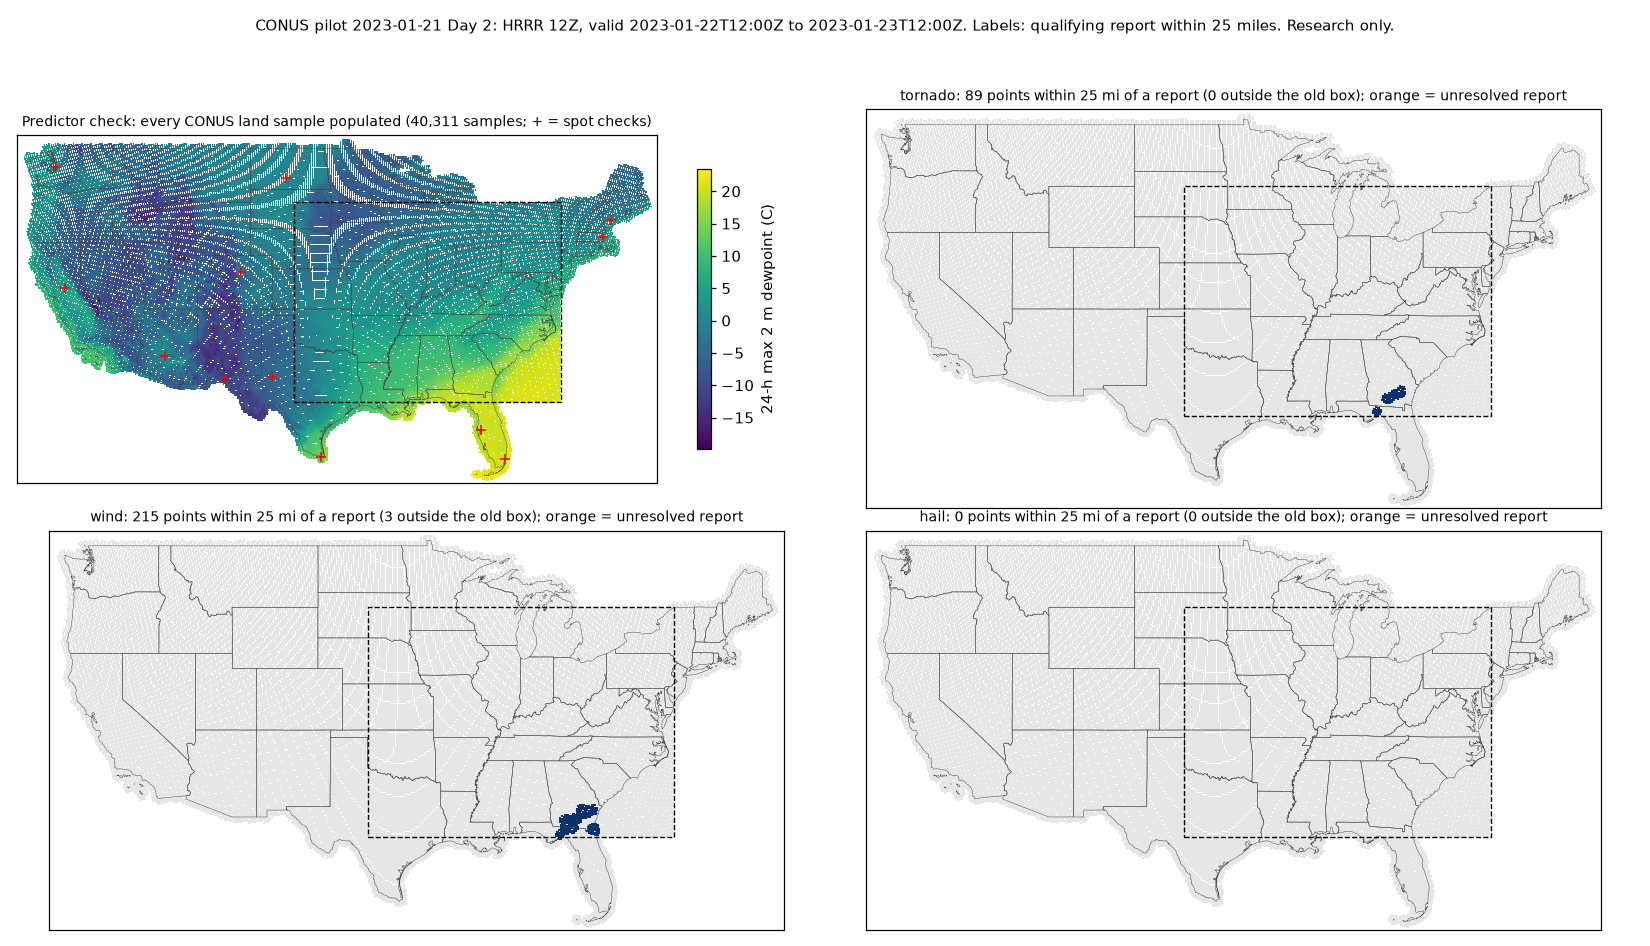 CONUS pilot 2023-01-21 Day 2: HRRR 12Z, valid 2023-01-22T12:00Z to 2023-01-23T12:00Z. Labels: qualifying report within 25 miles. Research only.
Predictor check: every CONUS land sample populated (40,311 samples; + = spot checks)
20
15
10
5
0
−5
−10
−15
24-h max 2 m dewpoint (C)
tornado: 89 points within 25 mi of a report (0 outside the old box); orange = unresolved report
wind: 215 points within 25 mi of a report (3 outside the old box); orange = unresolved report
hail: 0 points within 25 mi of a report (0 outside the old box); orange = unresolved report